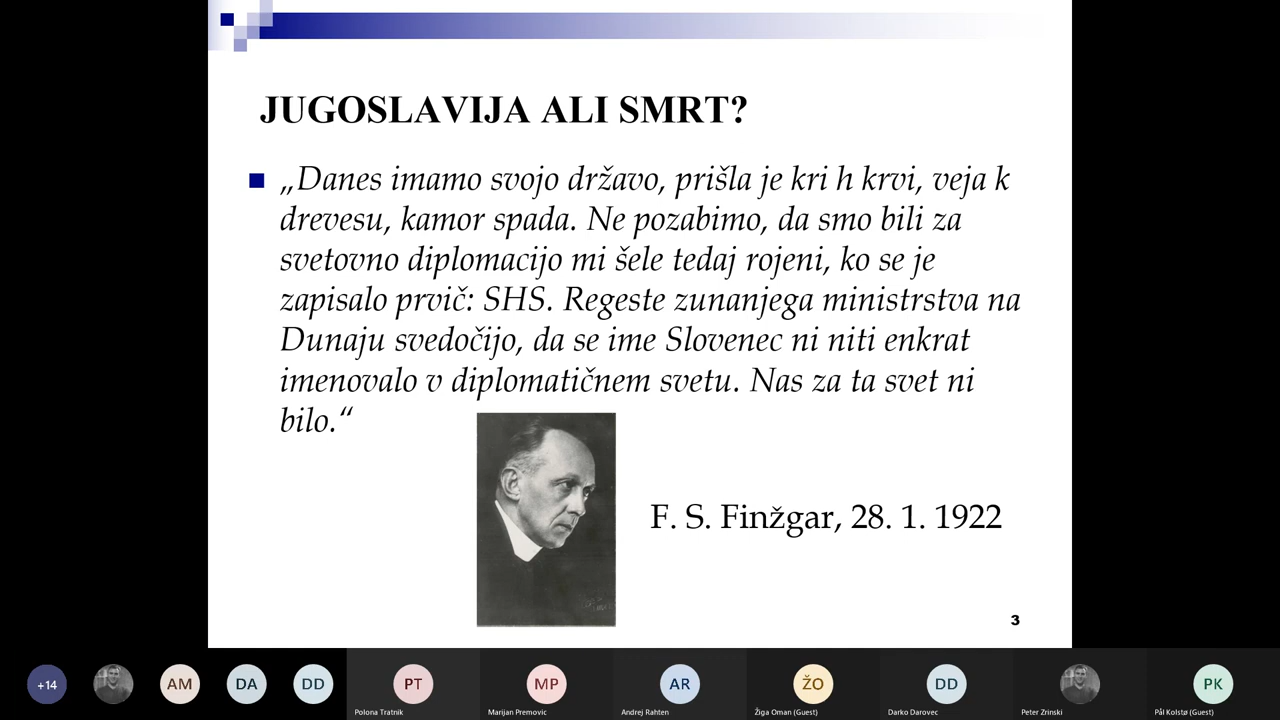 JUGOSLAVIJA ALI SMRT?
„Danes imamo svojo državo, prišla je kri h krvi, veja k
drevesu, kamor spada. Ne pozabimo, da smo bili za
svetovno diplomacijo mi šele tedaj rojeni, ko se je
zapisalo prvič: SHS. Regeste zunanjega ministrstva na
Dunaju svedočijo, da se ime Slovenec ni niti enkrat
imenovalo v diplomatičnem svetu. Nas za ta svet ni
bilo.“
F. S. Finžgar, 28. 1. 1922
3
+14
AM
DA
DD
PT
MP
AR
ŽO
DD
PK
Polona Tratnik
Marijan Premovic
Andrej Rahten
Žiga Oman (Guest)
Darko Darovec
Peter Zrinski
Pål Kolstø (Guest)